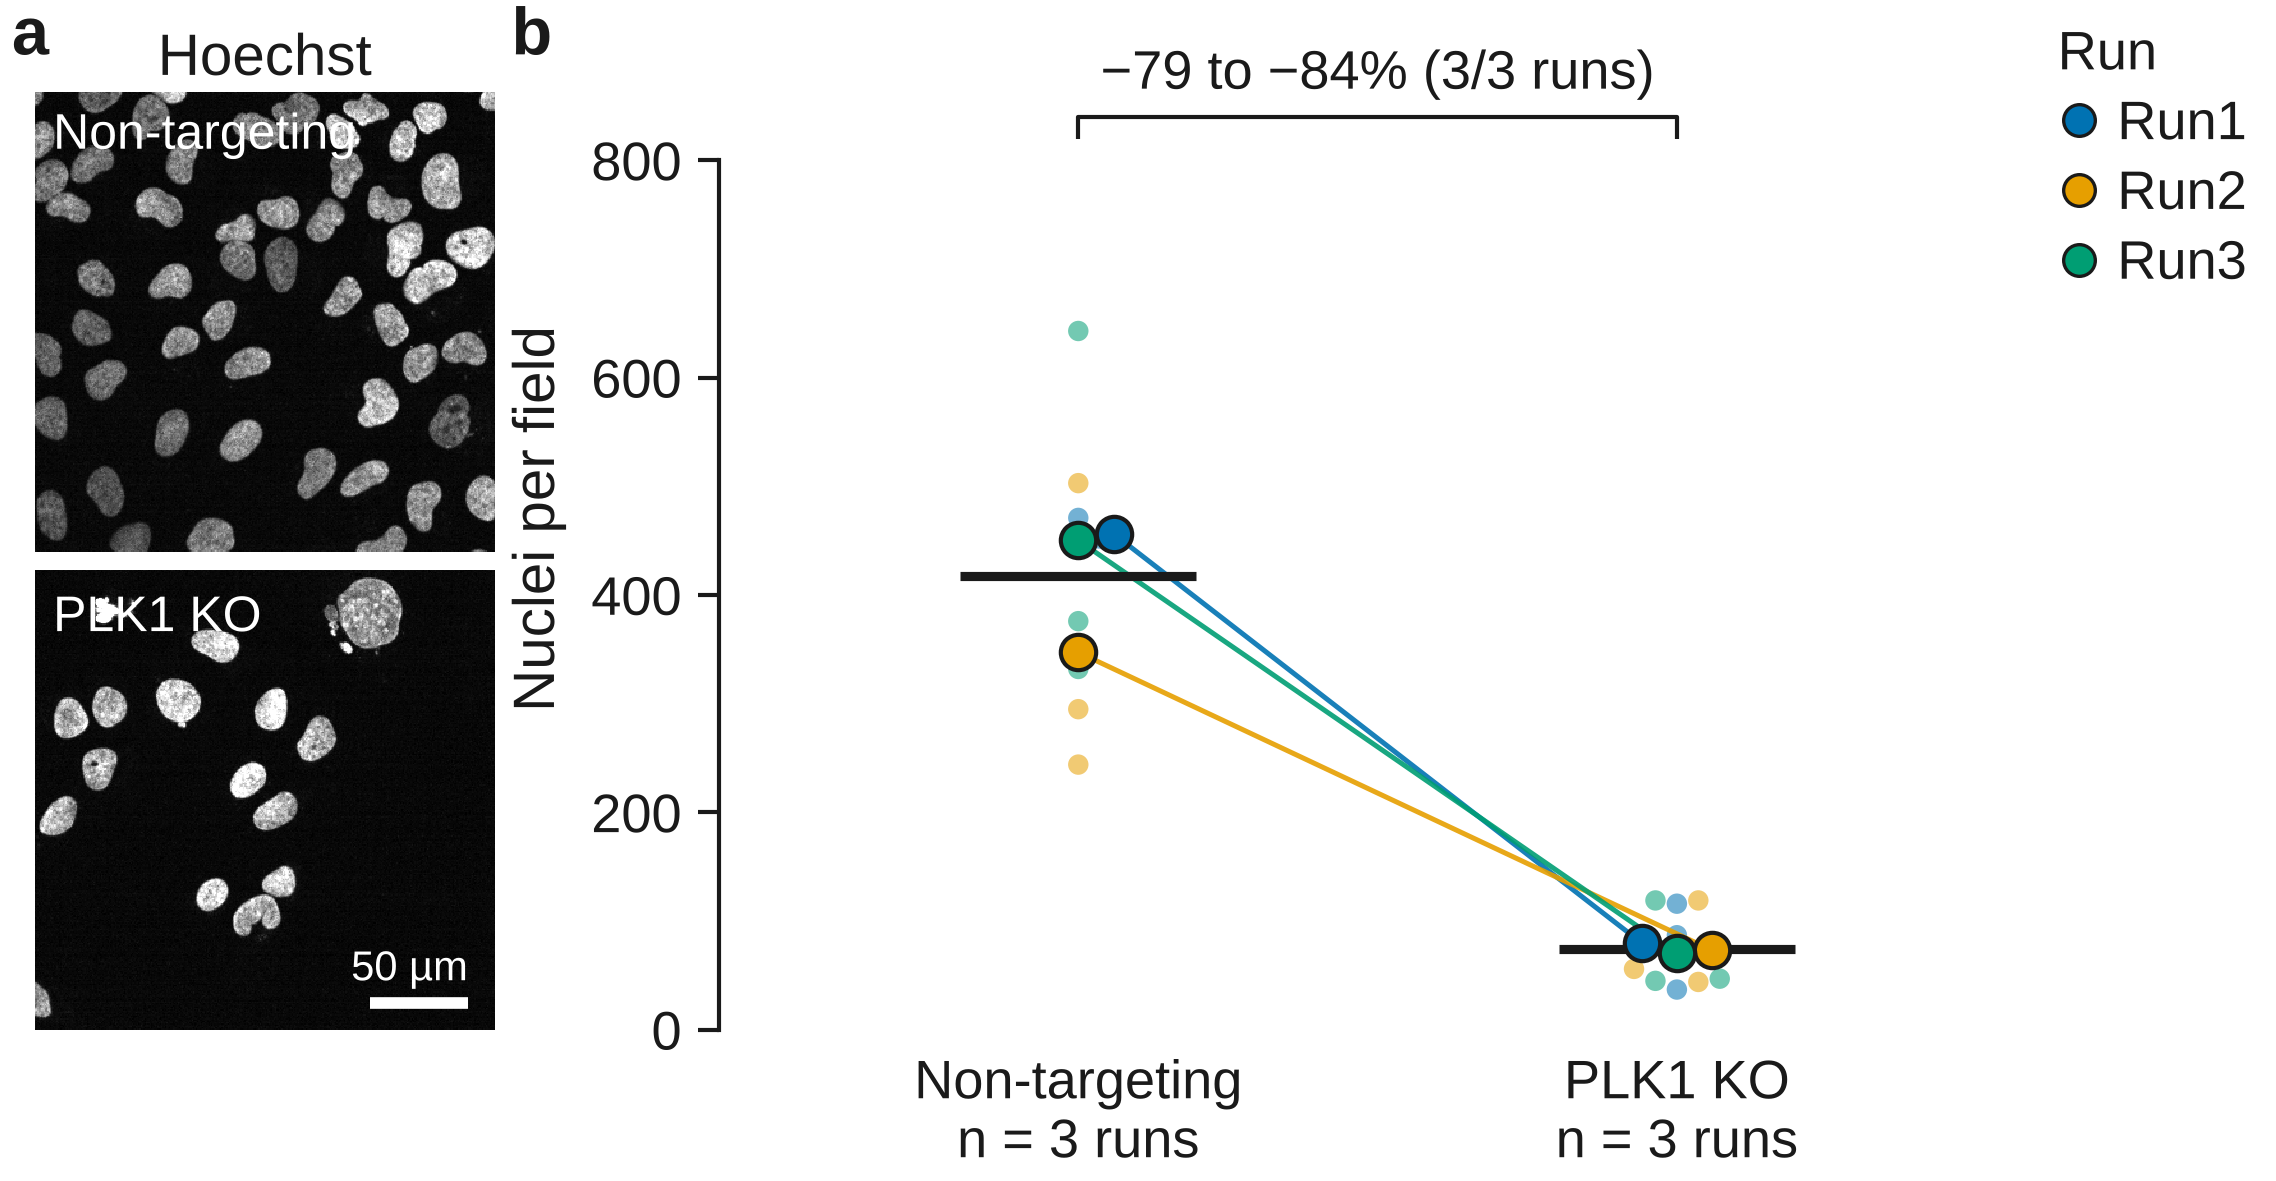 a
Hoechst
Non-targeting
PLK1 KO
50 µm
b
−79 to −84% (3/3 runs)
Nuclei per field
800
600
400
200
0
Non-targeting
n = 3 runs
PLK1 KO
n = 3 runs
Run
Run1
Run2
Run3